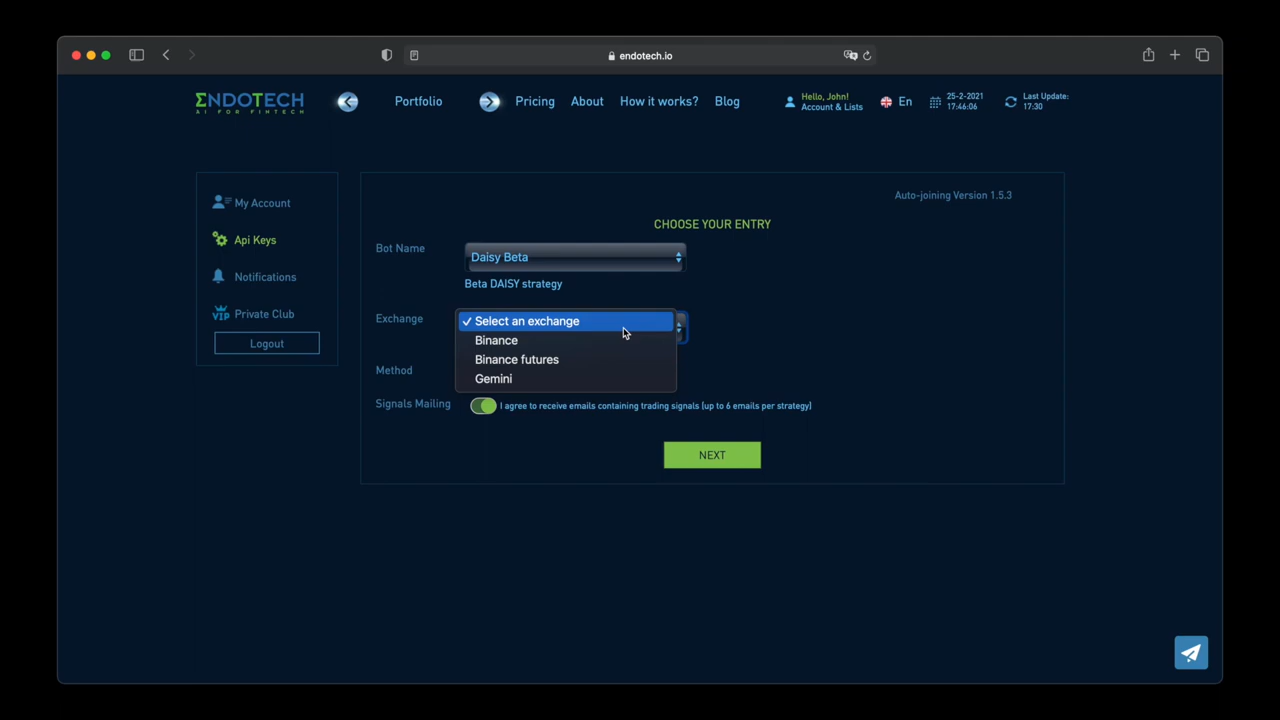 endotech.io
ΣNDOTECH
AI FOR FINTECH
Portfolio
Pricing
About
How it works?
Blog
Hello, John!
Account & Lists
En
25-2-2021
17:46:06
Last Update:
17:30
My Account
Api Keys
Notifications
VIP Private Club
Logout
Auto-joining Version 1.5.3
CHOOSE YOUR ENTRY
Bot Name
Daisy Beta
Beta DAISY strategy
Exchange
✓ Select an exchange
Binance
Binance futures
Gemini
Method
Signals Mailing
I agree to receive emails containing trading signals (up to 6 emails per strategy)
NEXT